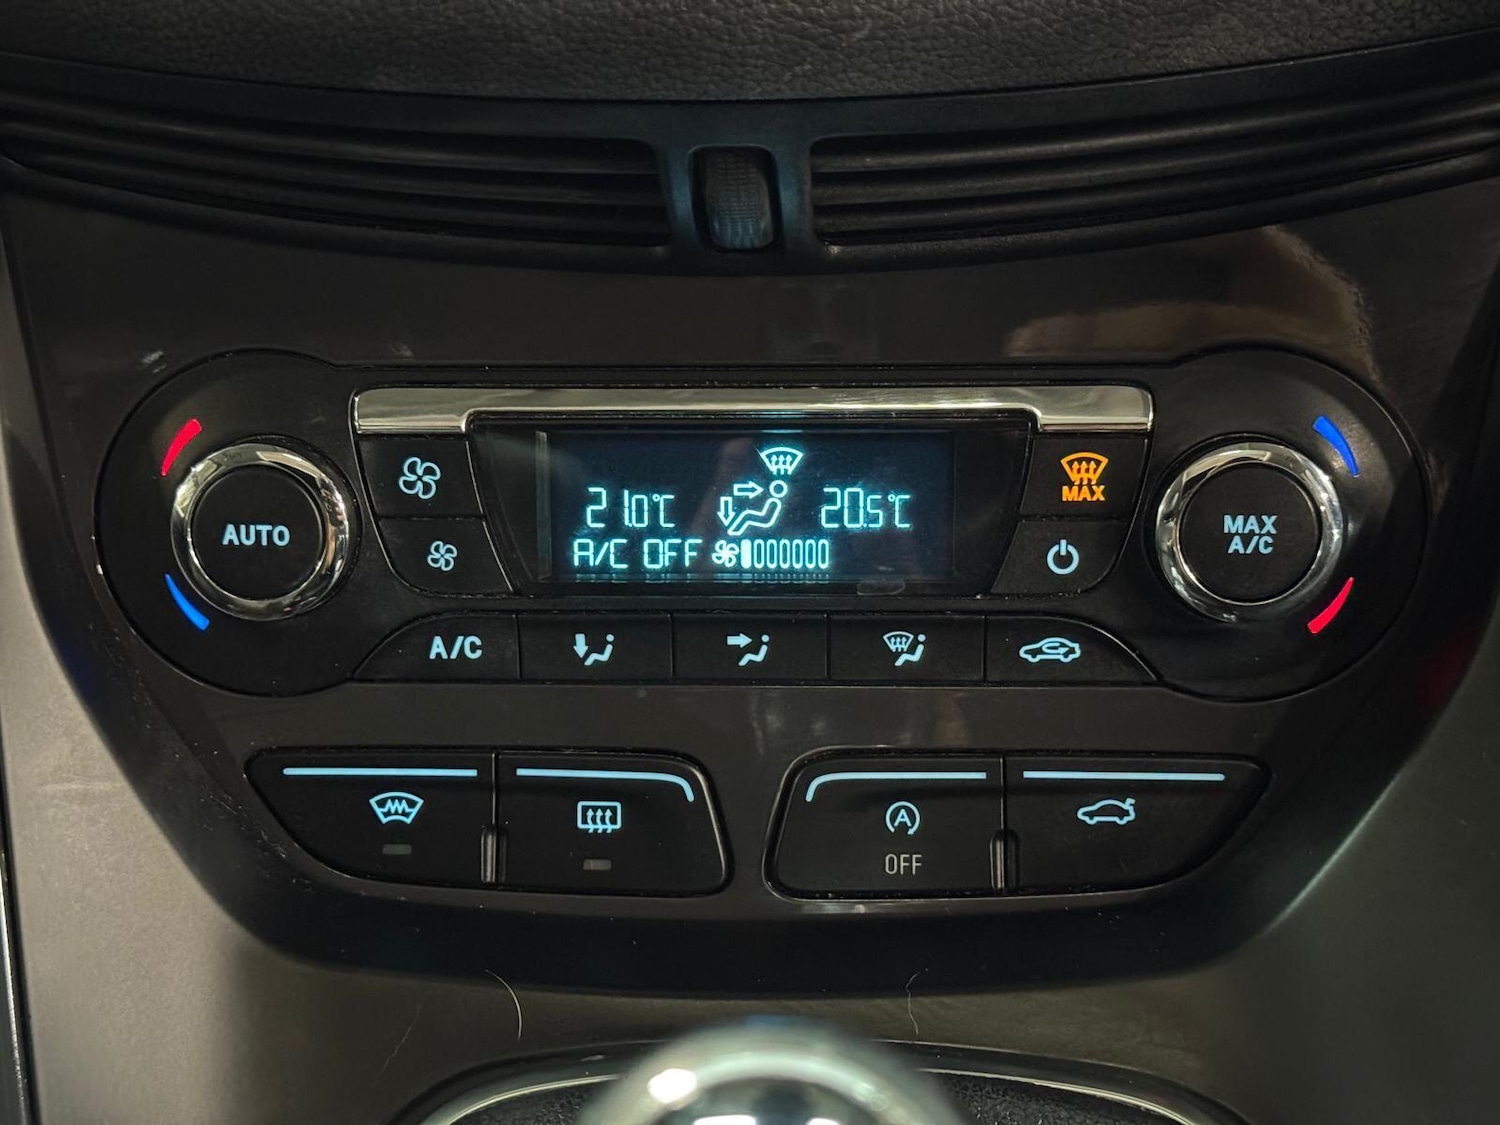 AUTO
21.0°C
20.5°C
A/C OFF
MAX
MAX
A/C
A/C
A
OFF